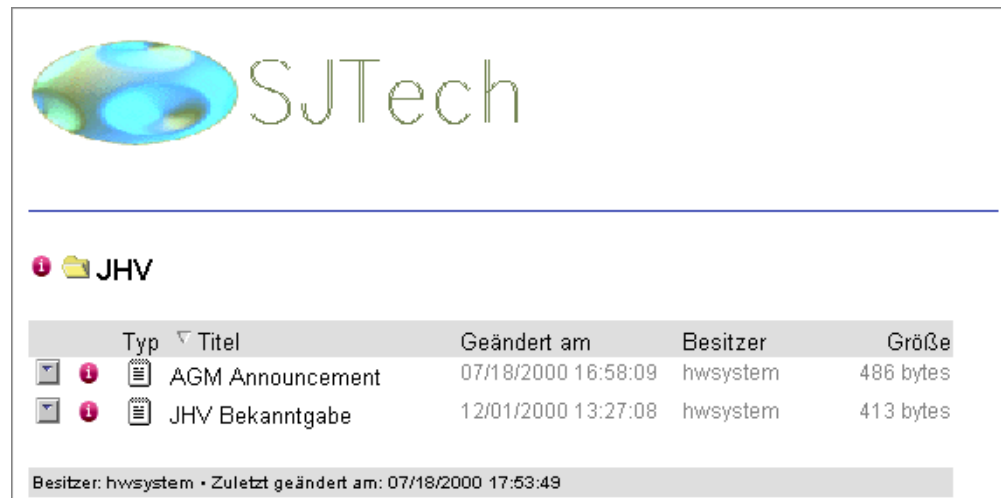 SJTech
JHV
Typ Titel Geändert am Besitzer Größe
AGM Announcement 07/18/2000 16:58:09 hwsystem 486 bytes
JHV Bekanntgabe 12/01/2000 13:27:08 hwsystem 413 bytes
Besitzer: hwsystem • Zuletzt geändert am: 07/18/2000 17:53:49